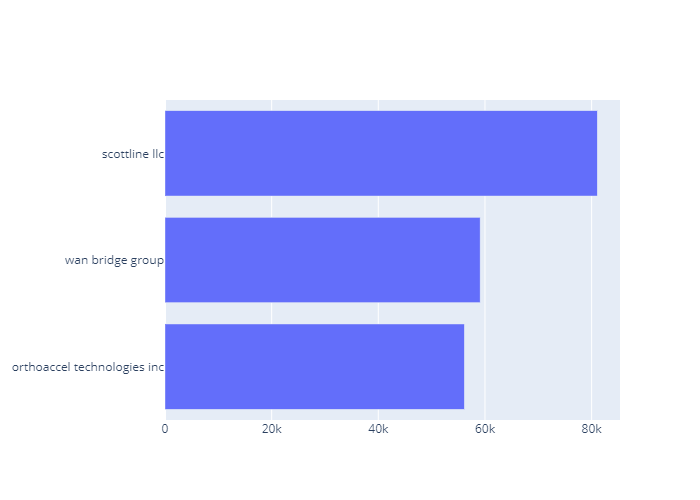 scottline llc
wan bridge group
orthoaccel technologies inc
0 20k 40k 60k 80k